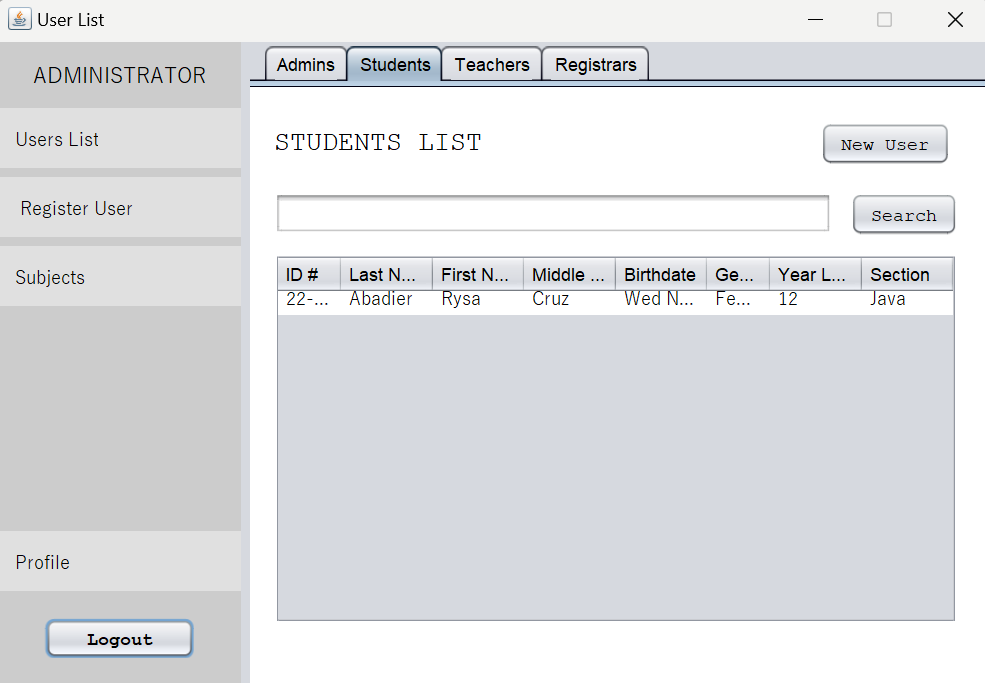 User List
ADMINISTRATOR
Users List
Register User
Subjects
Profile
Logout
Admins Students Teachers Registrars
STUDENTS LIST
New User
Search
ID # Last N... First N... Middle ... Birthdate Ge... Year L... Section
22-... Abadier Rysa Cruz Wed N... Fe... 12 Java